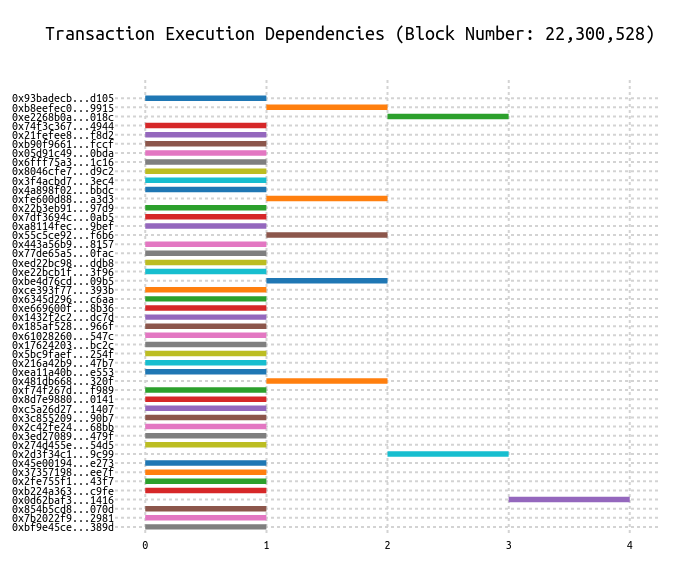 Transaction Execution Dependencies (Block Number: 22,300,528)
0x93badecb...d105
0xb8eefec0...9915
0xe2268b0a...018c
0x74f3c367...4944
0x21fefee8...f8d2
0xb90f9661...fccf
0x05d91c49...0bda
0x6fff75a3...1c16
0x8046cfe7...d9c2
0x3f4acbd7...3ec4
0x4a898f02...bbdc
0xfe600d88...a3d3
0x22b3eb91...97d9
0x7df3694c...0ab5
0xa8114fec...9bef
0x55c5ce92...f6b6
0x443a56b9...8157
0x77de65a5...0fac
0xed22bc98...ddb8
0xe22bcb1f...3f96
0xbe4d76cd...09b5
0xce393f77...393b
0x6345d296...c6aa
0xe669600f...8b36
0x1432f2c2...dc7d
0x185af528...966f
0x61028260...547c
0x17624203...bc2c
0x5bc9faef...254f
0x216a42b9...47b7
0xea11a40b...e553
0x481db668...320f
0xf74f267d...f989
0x8d7e9880...0141
0xc5a26d27...1407
0x3c855209...90b7
0x2c42fe24...68bb
0x3ed27089...479f
0x274d455e...54d5
0x2d3f34c1...9c99
0x45e00194...e273
0x37357198...ee7f
0x2fe755f1...43f7
0xb224a363...c9fe
0x0d62baf3...1416
0x854b5cd8...070d
0x7b2022f9...2981
0xbf9e45ce...389d
0 1 2 3 4